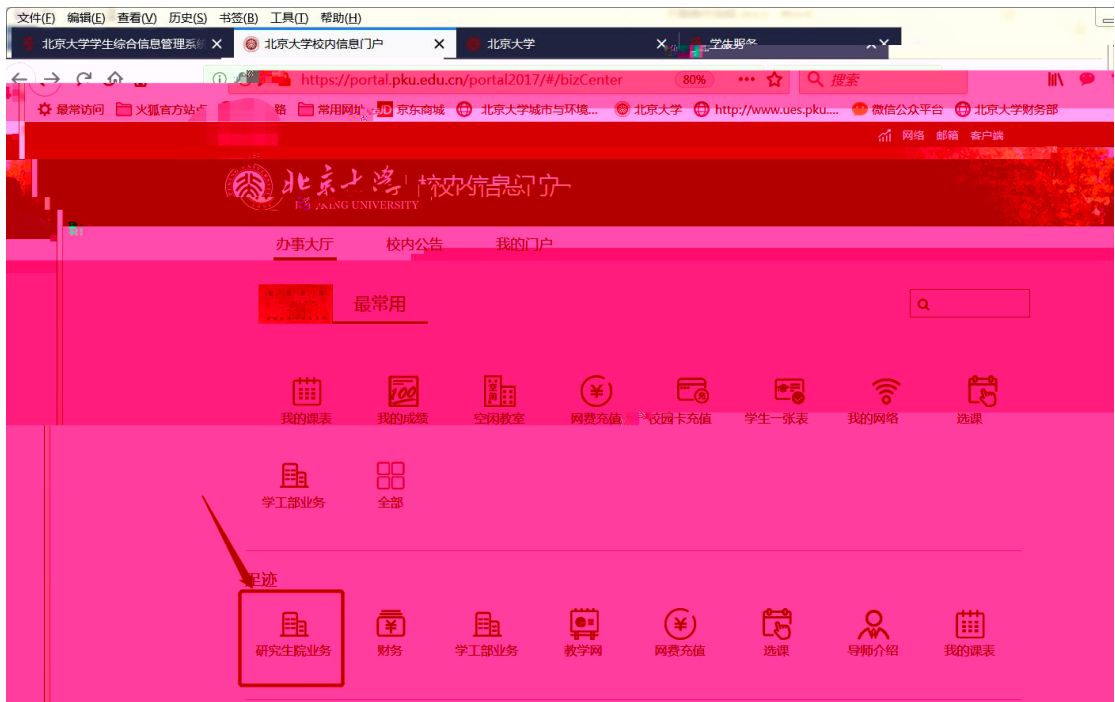 文件(F) 编辑(E) 查看(V) 历史(S) 书签(B) 工具(T) 帮助(H)
北京大学学生综合信息管理系统 × 北京大学校内信息门户 × 北京大学 ×
https://portal.pku.edu.cn/portal2017/#/bizCenter 80% 搜索
最常访问 火狐官方站点 常用网址 JD 京东商城 北京大学城市与环境... 北京大学 http://www.ues.pku.... 微信公众平台 北京大学财务部
网络 邮箱 客户端
北京大学 校内信息门户
UNIVERSITY
办事大厅 校内公告 我的门户
最常用
我的课表 我的成绩 空闲教室 网费充值 校园卡充值 学生一张表 我的网络 选课
学工部业务 全部
足迹
研究生院业务 财务 学工部业务 教学网 网费充值 选课 导师介绍 我的课表